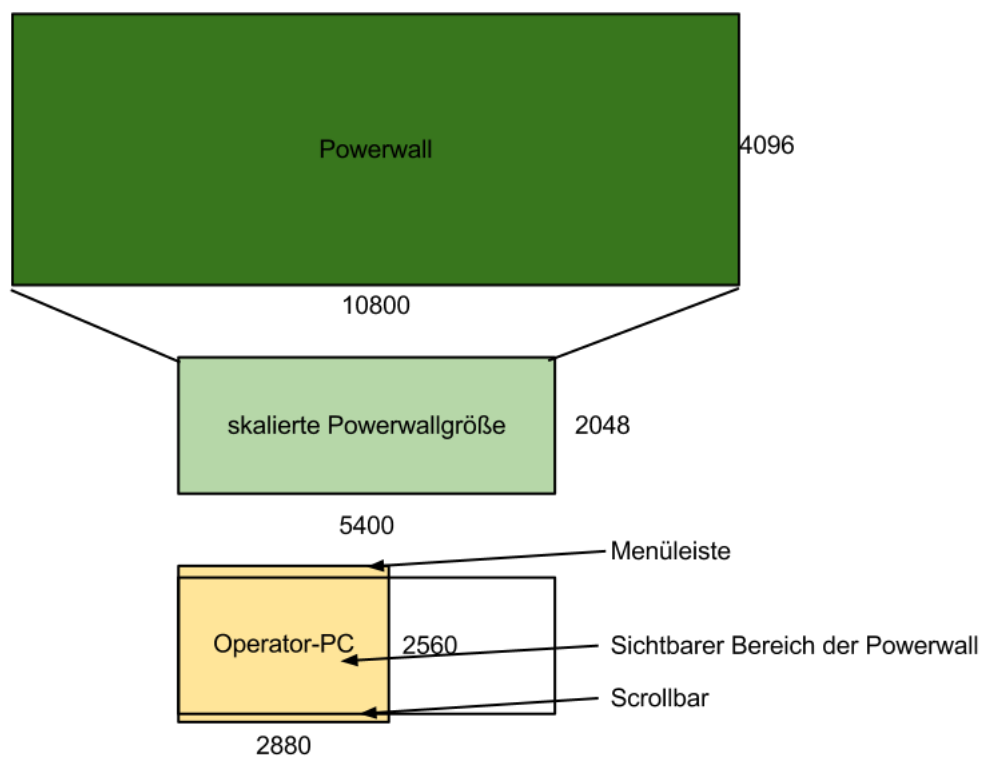 Powerwall
4096
10800
skalierte Powerwallgröße
2048
5400
Menüleiste
Operator-PC
2560
Sichtbarer Bereich der Powerwall
Scrollbar
2880